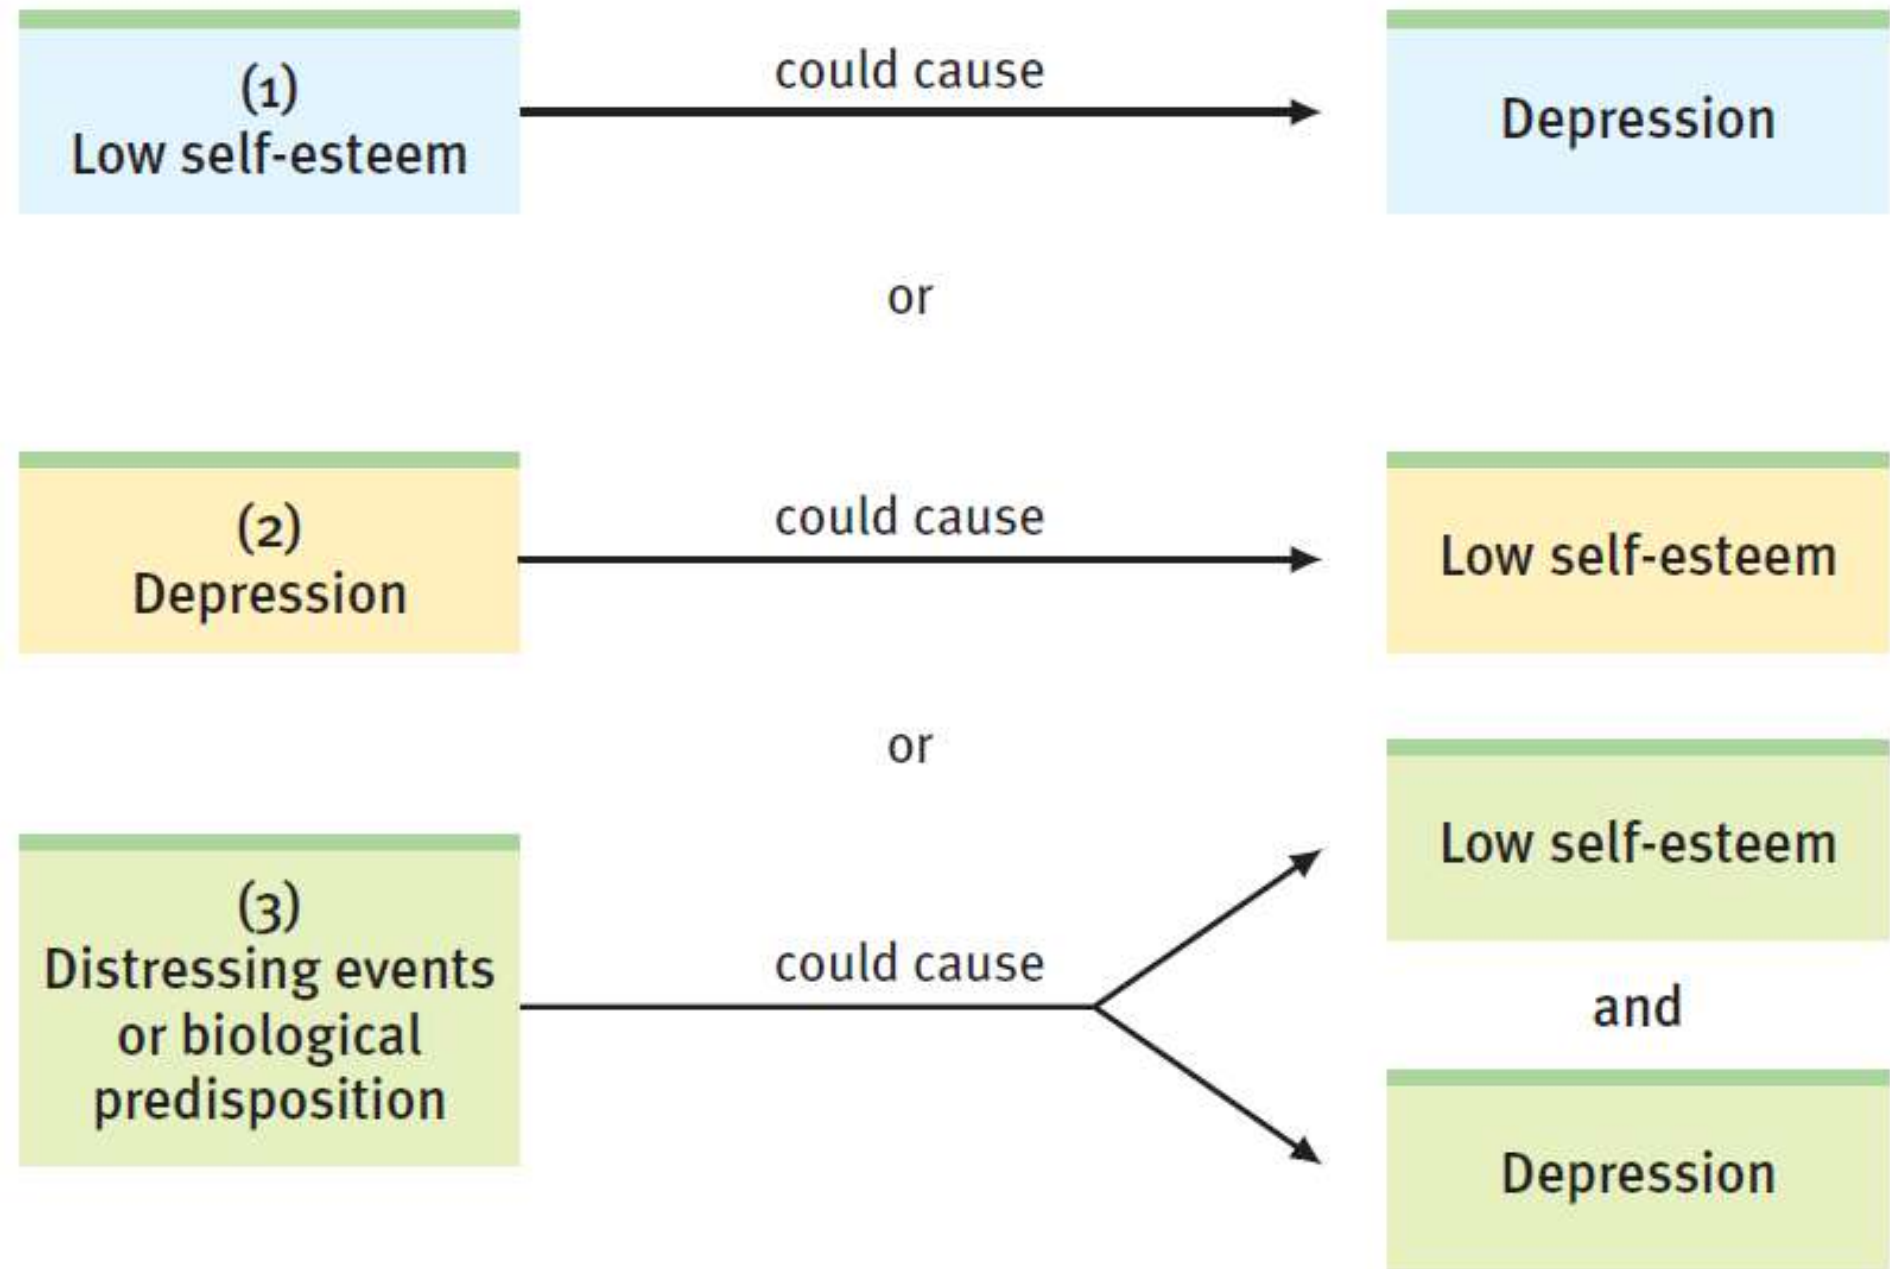 (1)
Low self-esteem
could cause
Depression
or
(2)
Depression
could cause
Low self-esteem
or
(3)
Distressing events
or biological
predisposition
could cause
Low self-esteem
and
Depression